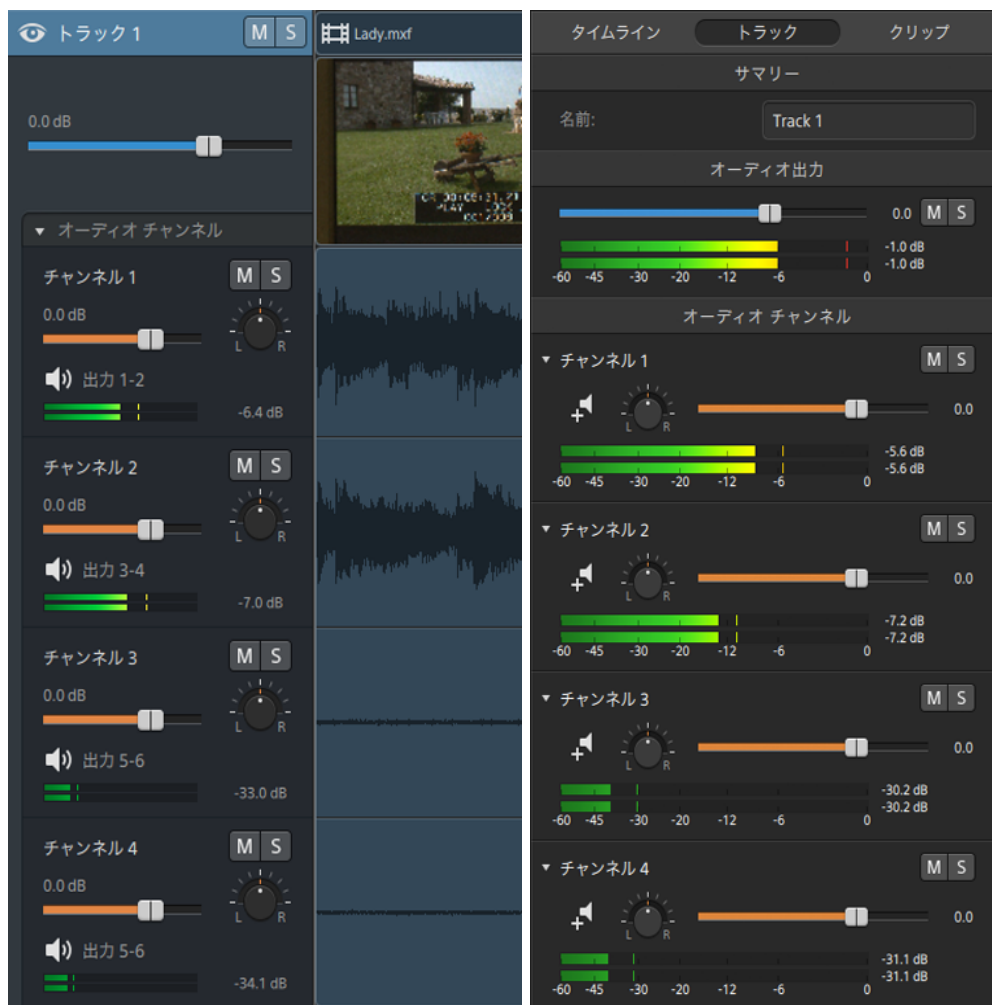 トラック 1
M S
Lady.mxf
0.0 dB
オーディオ チャンネル
チャンネル 1
M S
0.0 dB
L R
出力 1-2
-6.4 dB
チャンネル 2
M S
0.0 dB
L R
出力 3-4
-7.0 dB
チャンネル 3
M S
0.0 dB
L R
出力 5-6
-33.0 dB
チャンネル 4
M S
0.0 dB
L R
出力 5-6
-34.1 dB
タイムライン トラック クリップ
サマリー
名前: Track 1
オーディオ出力
0.0 M S
-1.0 dB
-1.0 dB
-60 -45 -30 -20 -12 -6 0
オーディオ チャンネル
チャンネル 1 M S
L R 0.0
-5.6 dB
-5.6 dB
-60 -45 -30 -20 -12 -6 0
チャンネル 2 M S
L R 0.0
-7.2 dB
-7.2 dB
-60 -45 -30 -20 -12 -6 0
チャンネル 3 M S
L R 0.0
-30.2 dB
-30.2 dB
-60 -45 -30 -20 -12 -6 0
チャンネル 4 M S
L R 0.0
-31.1 dB
-31.1 dB
-60 -45 -30 -20 -12 -6 0